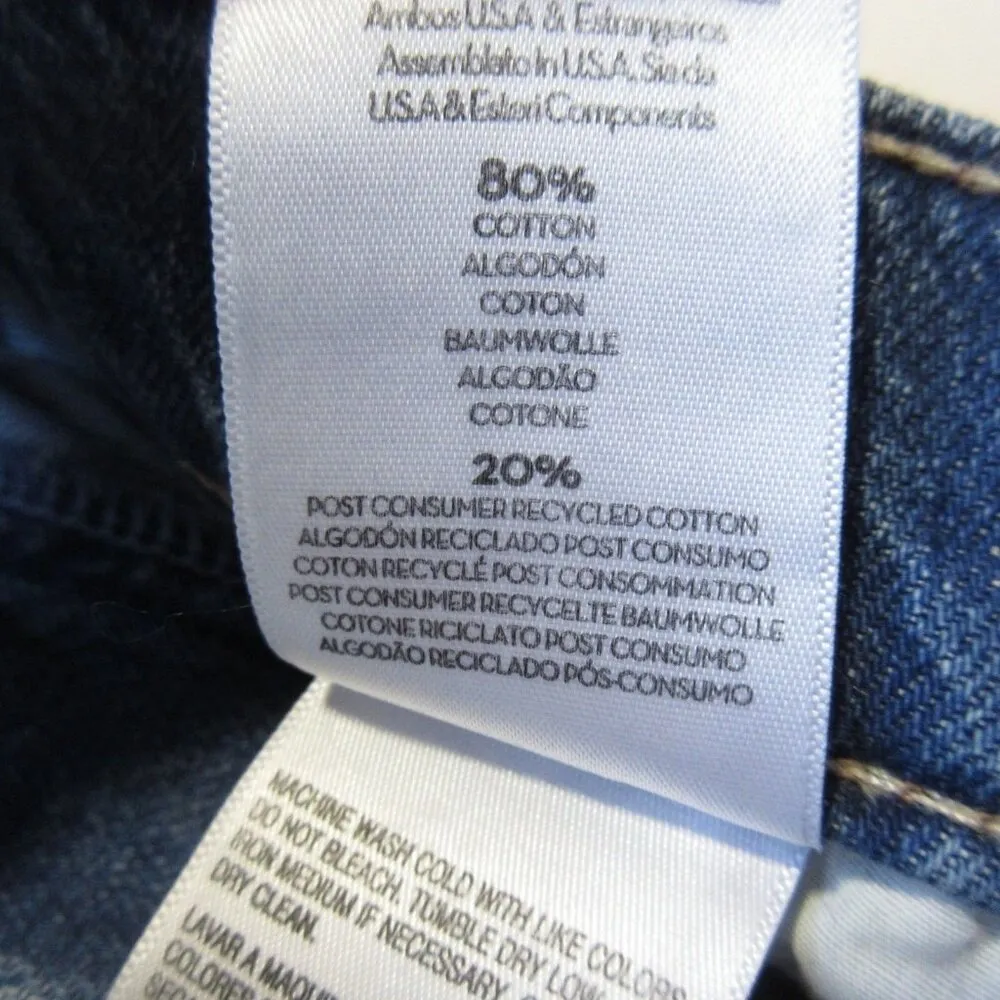 Ambos U.S.A & Estrangeiros
Assemblato In U.S.A. Sie da
U.S.A & Esteri Components
80%
COTTON
ALGODÓN
COTON
BAUMWOLLE
ALGODÃO
COTONE
20%
POST CONSUMER RECYCLED COTTON
ALGODÓN RECICLADO POST CONSUMO
COTON RECYCLÉ POST CONSOMMATION
POST CONSUMER RECYCELTE BAUMWOLLE
COTONE RICICLATO POST CONSUMO
ALGODÃO RECICLADO PÓS-CONSUMO
MACHINE WASH COLD WITH LIKE COLORS
DO NOT BLEACH. TUMBLE DRY LOW
IRON MEDIUM IF NECESSARY.
DRY CLEAN.
LAVAR A
COLORES